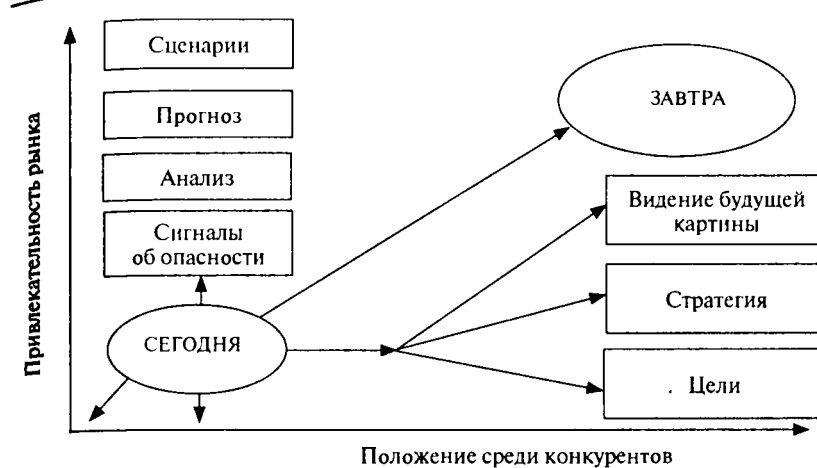 Сценарии
Прогноз
Анализ
Сигналы
об опасности
СЕГОДНЯ
ЗАВТРА
Видение будущей
картины
Стратегия
Цели
Привлекательность рынка
Положение среди конкурентов